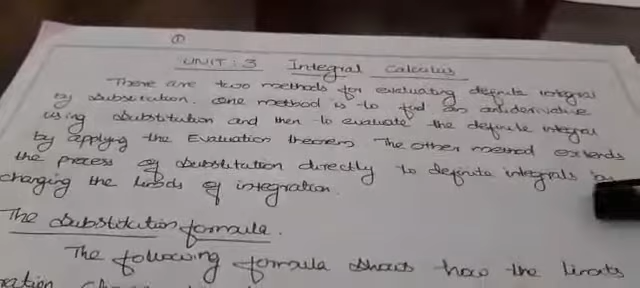 ①
UNIT : 3 Integral Calculus
There are two methods for evaluating definite integral
by substitution. One method is to find an antiderivative
using substitution and then to evaluate the definite integral
by applying the Evaluation theorem. The other method extends
the process of substitution directly to definite integrals by
changing the limits of integration.
The substitution formula.
The following formula shows how the limits